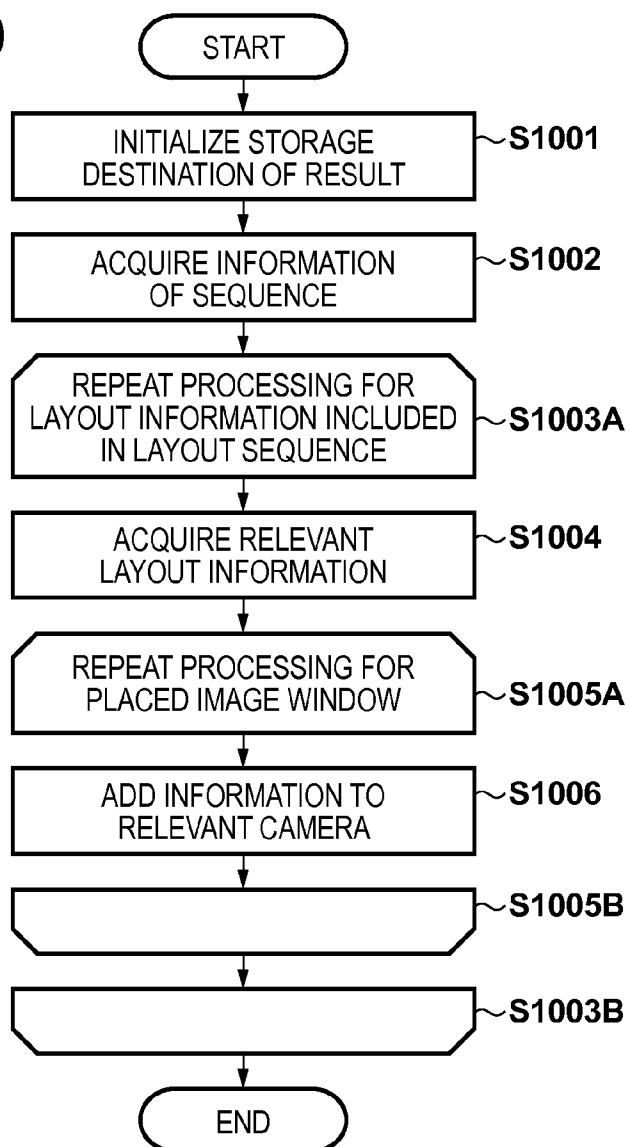 START
INITIALIZE STORAGE
DESTINATION OF RESULT
~S1001
ACQUIRE INFORMATION
OF SEQUENCE
~S1002
REPEAT PROCESSING FOR
LAYOUT INFORMATION INCLUDED
IN LAYOUT SEQUENCE
~S1003A
ACQUIRE RELEVANT
LAYOUT INFORMATION
~S1004
REPEAT PROCESSING FOR
PLACED IMAGE WINDOW
~S1005A
ADD INFORMATION TO
RELEVANT CAMERA
~S1006
~S1005B
~S1003B
END